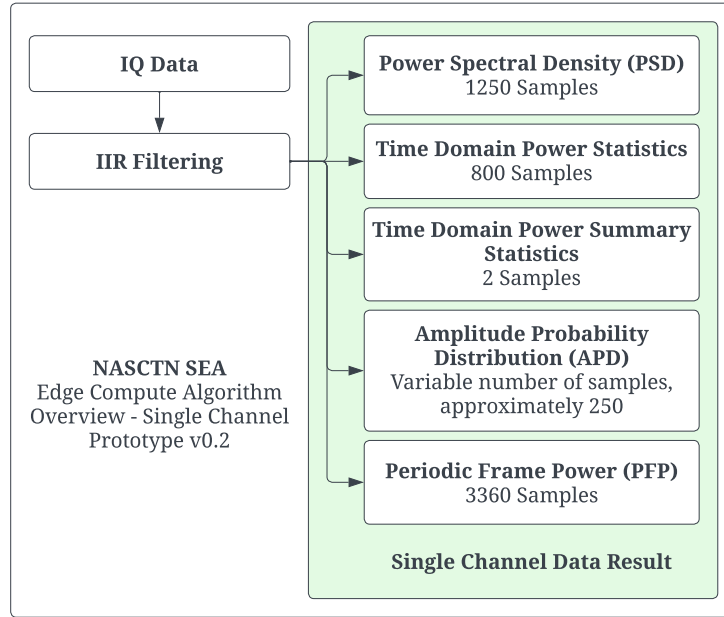 IQ Data
IIR Filtering
NASCTN SEA
Edge Compute Algorithm
Overview - Single Channel
Prototype v0.2
Power Spectral Density (PSD)
1250 Samples
Time Domain Power Statistics
800 Samples
Time Domain Power Summary
Statistics
2 Samples
Amplitude Probability
Distribution (APD)
Variable number of samples,
approximately 250
Periodic Frame Power (PFP)
3360 Samples
Single Channel Data Result